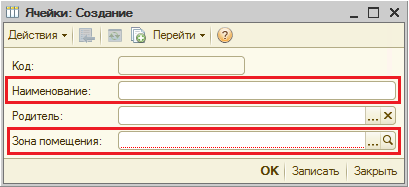 Ячейки: Создание
Действия Перейти ?
Код:
Наименование:
Родитель: ... ×
Зона помещения: ...
OK Записать Закрыть